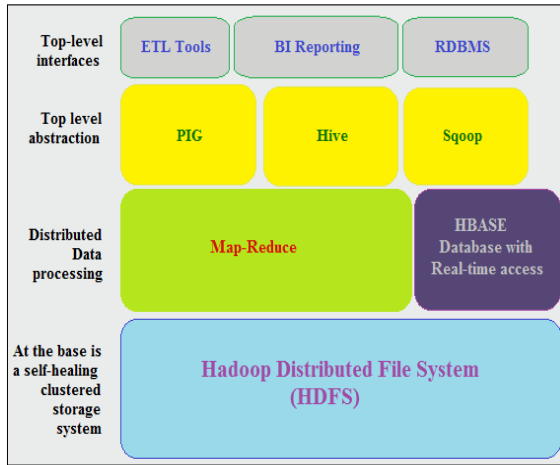 Top-level
interfaces
ETL Tools
BI Reporting
RDBMS
Top level
abstraction
PIG
Hive
Sqoop
Distributed
Data
processing
Map-Reduce
HBASE
Database with
Real-time access
At the base is
a self-healing
clustered
storage
system
Hadoop Distributed File System
(HDFS)